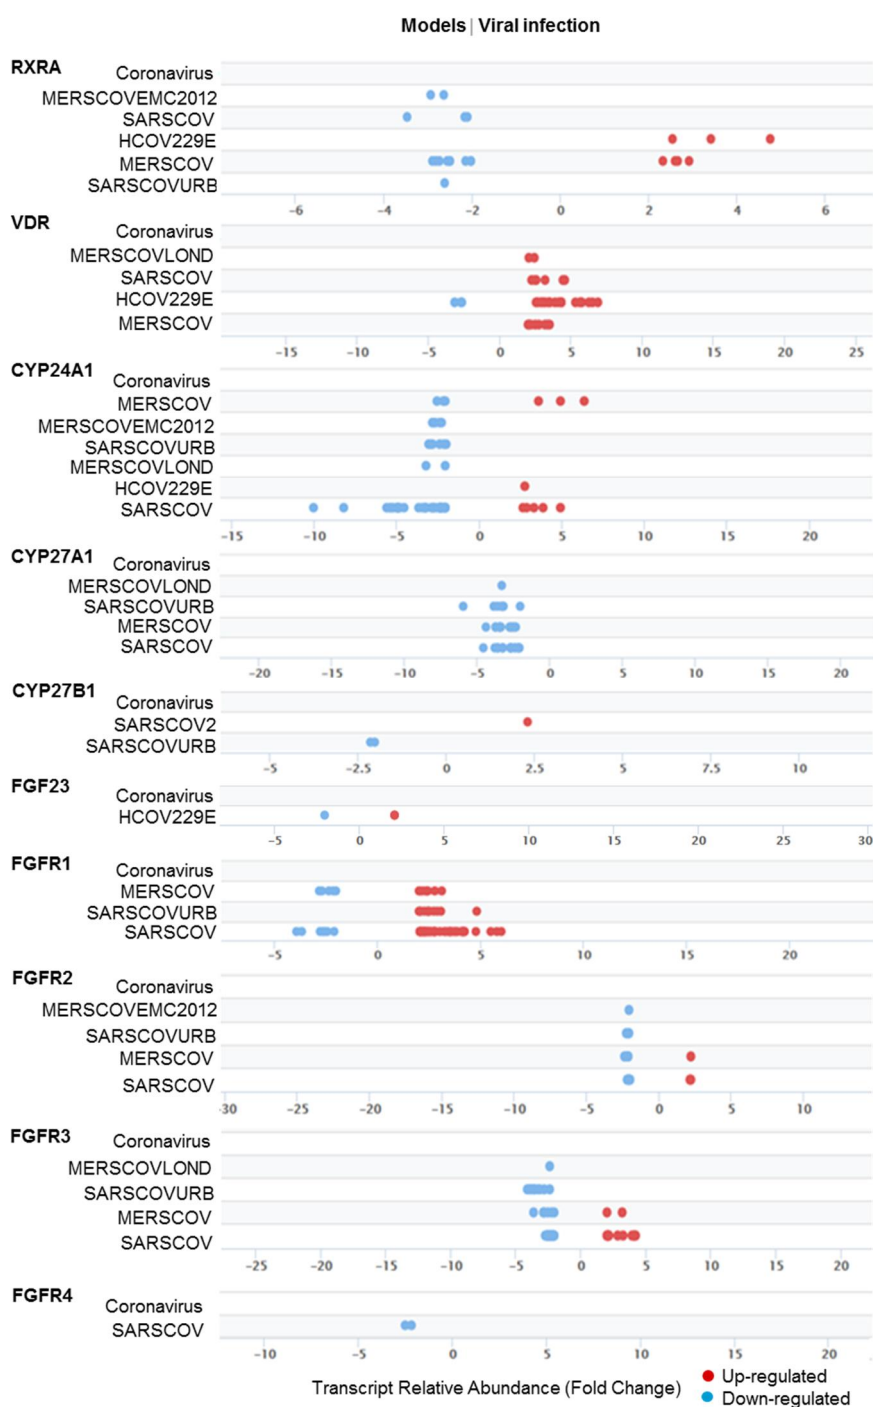 Models | Viral infection
RXRA
Coronavirus
MERSCOVEMC2012
SARSCOV
HCOV229E
MERSCOV
SARSCOVURB
-6 -4 -2 0 2 4 6
VDR
Coronavirus
MERSCOVLOND
SARSCOV
HCOV229E
MERSCOV
-15 -10 -5 0 5 10 15 20 25
CYP24A1
Coronavirus
MERSCOV
MERSCOVEMC2012
SARSCOVURB
MERSCOVLOND
HCOV229E
SARSCOV
-15 -10 -5 0 5 10 15 20
CYP27A1
Coronavirus
MERSCOVLOND
SARSCOVURB
MERSCOV
SARSCOV
-20 -15 -10 -5 0 5 10 15 20
CYP27B1
Coronavirus
SARSCOV2
SARSCOVURB
-5 -2.5 0 2.5 5 7.5 10
FGF23
Coronavirus
HCOV229E
-5 0 5 10 15 20 25 30
FGFR1
Coronavirus
MERSCOV
SARSCOVURB
SARSCOV
-5 0 5 10 15 20
FGFR2
Coronavirus
MERSCOVEMC2012
SARSCOVURB
MERSCOV
SARSCOV
-30 -25 -20 -15 -10 -5 0 5 10
FGFR3
Coronavirus
MERSCOVLOND
SARSCOVURB
MERSCOV
SARSCOV
-25 -20 -15 -10 -5 0 5 10 15 20
FGFR4
Coronavirus
SARSCOV
-10 -5 0 5 10 15 20
Transcript Relative Abundance (Fold Change)
Up-regulated
Down-regulated